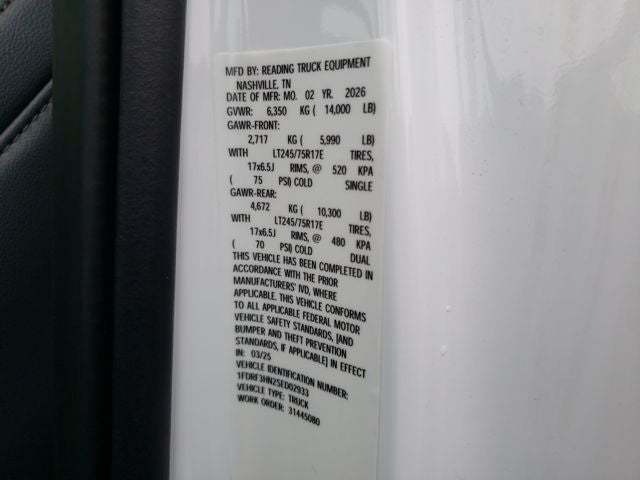 MFD BY: READING TRUCK EQUIPMENT
NASHVILLE, TN
DATE OF MFR: MO. 02 YR. 2026
GVWR: 6,350 KG ( 14,000 LB)
GAWR-FRONT:
2,717 KG ( 5,990 LB)
WITH LT245/75R17E TIRES,
17x6.5J RIMS, @ 520 KPA
( 75 PSI) COLD SINGLE
GAWR-REAR:
4,672 KG ( 10,300 LB)
WITH LT245/75R17E TIRES,
17x6.5J RIMS, @ 480 KPA
( 70 PSI) COLD DUAL
THIS VEHICLE HAS BEEN COMPLETED IN
ACCORDANCE WITH THE PRIOR
MANUFACTURERS' IVD, WHERE
APPLICABLE. THIS VEHICLE CONFORMS
TO ALL APPLICABLE FEDERAL MOTOR
VEHICLE SAFETY STANDARDS, [AND
BUMPER AND THEFT PREVENTION
STANDARDS, IF APPLICABLE] IN EFFECT
IN: 03/25
VEHICLE IDENTIFICATION NUMBER:
1FDRF3HN2SED02933
VEHICLE TYPE: TRUCK
WORK ORDER: 31445080